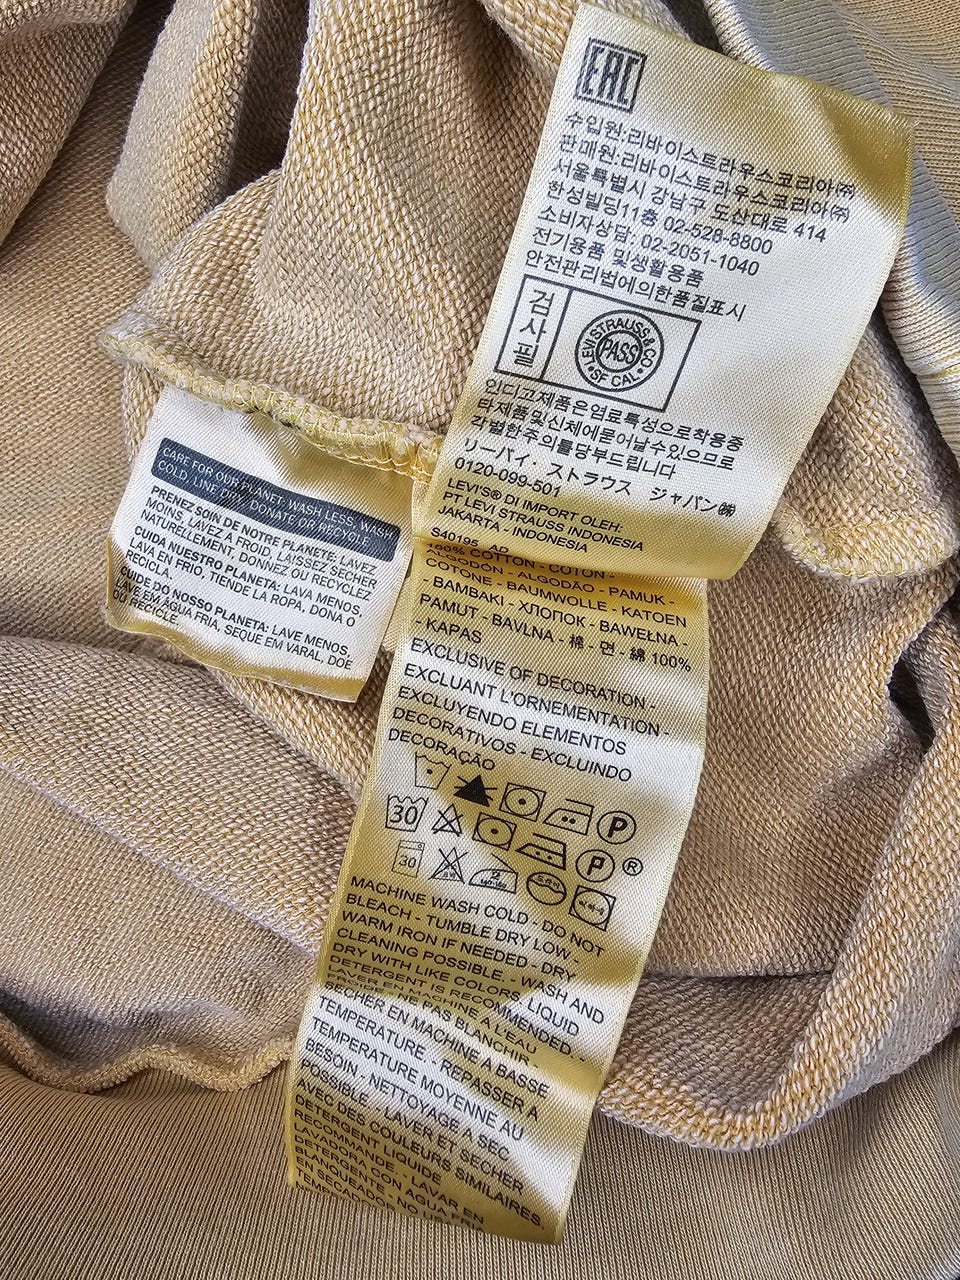 EAC
수입원:리바이스트라우스코리아㈜
판매원:리바이스트라우스코리아㈜
서울특별시 강남구 도산대로 414
한성빌딩11층 02-528-8800
소비자상담: 02-2051-1040
전기용품 및생활용품
안전관리법에의한품질표시
검사필
LEVI STRAUSS & CO
PASS
SF CAL.
인디고제품은염료특성으로착용중
타제품및신체에묻어날수있으므로
각별한주의를당부드립니다
リーバイ・ストラウス ジャパン㈱
0120-099-501
LEVI'S® DI IMPORT OLEH:
PT LEVI STRAUSS INDONESIA
JAKARTA - INDONESIA
S40195 AD
100% COTTON - COTON -
ALGODÓN - ALGODÃO - PAMUK -
COTONE - BAUMWOLLE - KATOEN
- BAMBAKI - ХЛОПОК - BAWEŁNA -
PAMUT - BAVLNA - 棉 - 면 - 綿 100%
- KAPAS
EXCLUSIVE OF DECORATION -
EXCLUANT L'ORNEMENTATION -
EXCLUYENDO ELEMENTOS
DECORATIVOS - EXCLUINDO
DECORAÇÃO
P
30
P ®
30
MACHINE WASH COLD - DO NOT
BLEACH - TUMBLE DRY LOW -
WARM IRON IF NEEDED - DRY
CLEANING POSSIBLE - WASH AND
DRY WITH LIKE COLORS, LIQUID
DETERGENT IS RECOMMENDED. -
LAVER EN MACHINE A L'EAU
FROIDE - NE PAS BLANCHIR -
SECHER EN MACHINE A BASSE
TEMPERATURE - REPASSER A
TEMPERATURE MOYENNE AU
BESOIN - NETTOYAGE A SEC
POSSIBLE - LAVER ET SECHER
AVEC DES COULEURS SIMILAIRES,
DETERGENT LIQUIDE
RECOMMANDE. - LAVAR EN
LAVADORA CON AGUA FRIA
CARE FOR OUR PLANET: WASH LESS, WASH
COLD, LINE DRY, DONATE OR RECYCLE
PRENEZ SOIN DE NOTRE PLANÈTE: LAVEZ
MOINS, LAVEZ À FROID, LAISSEZ SÉCHER
NATURELLEMENT, DONNEZ OU RECYCLEZ
CUIDA NUESTRO PLANETA: LAVA MENOS,
LAVA EN FRÍO, TIENDE LA ROPA, DONA O
RECICLA.
CUIDE DO NOSSO PLANETA: LAVE MENOS,
LAVE EM ÁGUA FRIA, SEQUE EM VARAL, DOE
OU RECICLE.